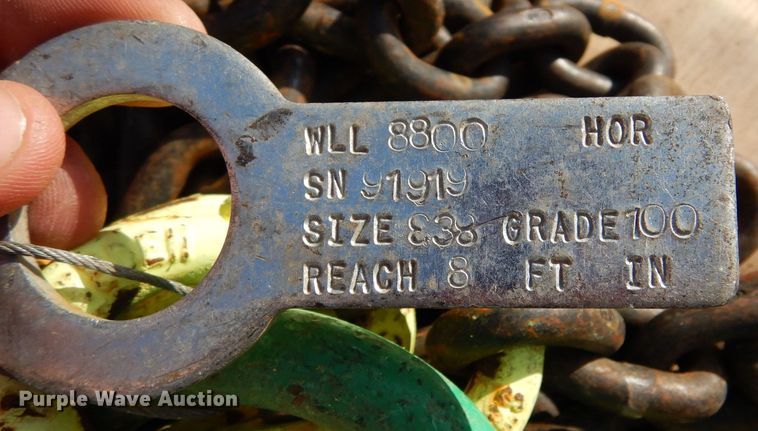 WLL 8800 HOR
SN 91919
SIZE 838 GRADE 100
REACH 8 FT IN
Purple Wave Auction